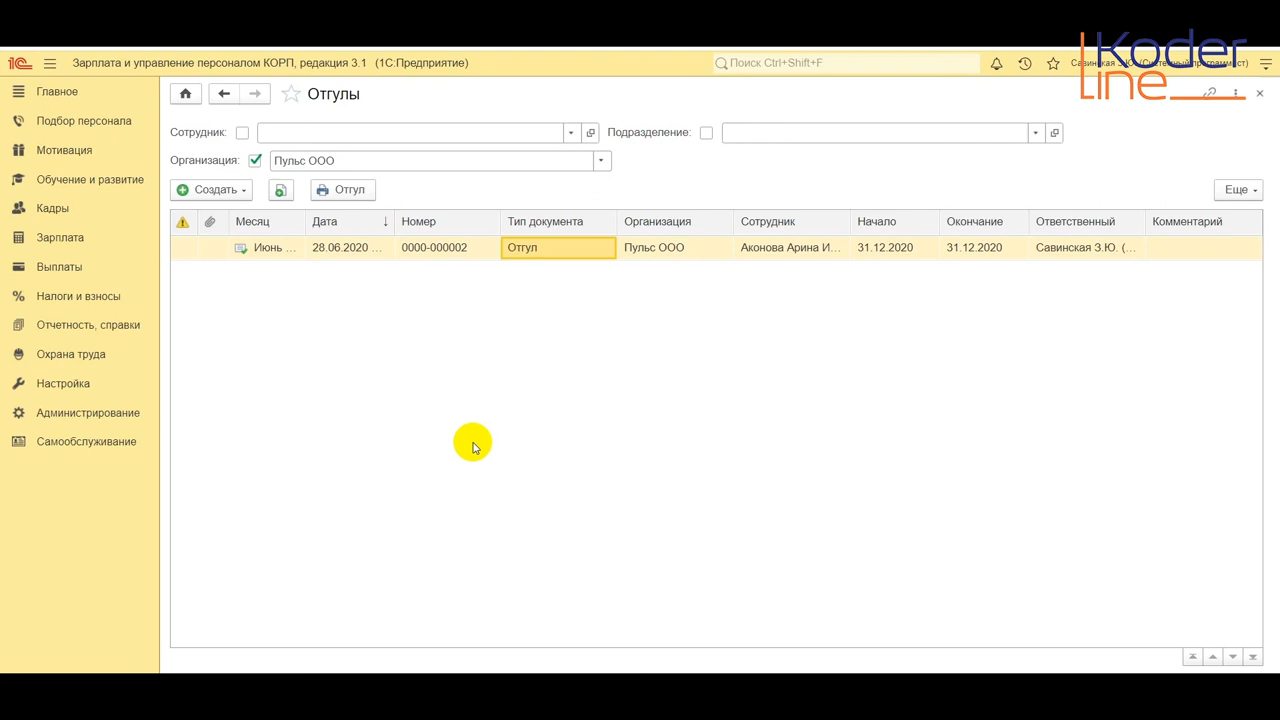 Koder
Line
1С Зарплата и управление персоналом КОРП, редакция 3.1 (1С:Предприятие)
Поиск Ctrl+Shift+F
Главное
Подбор персонала
Мотивация
Обучение и развитие
Кадры
Зарплата
Выплаты
Налоги и взносы
Отчетность, справки
Охрана труда
Настройка
Администрирование
Самообслуживание
Отгулы
Сотрудник:
Подразделение:
Организация: Пульс ООО
Создать
Отгул
Еще
Месяц Дата Номер Тип документа Организация Сотрудник Начало Окончание Ответственный Комментарий
Июнь ... 28.06.2020 ... 0000-000002 Отгул Пульс ООО Аконова Арина И... 31.12.2020 31.12.2020 Савинская З.Ю. (...